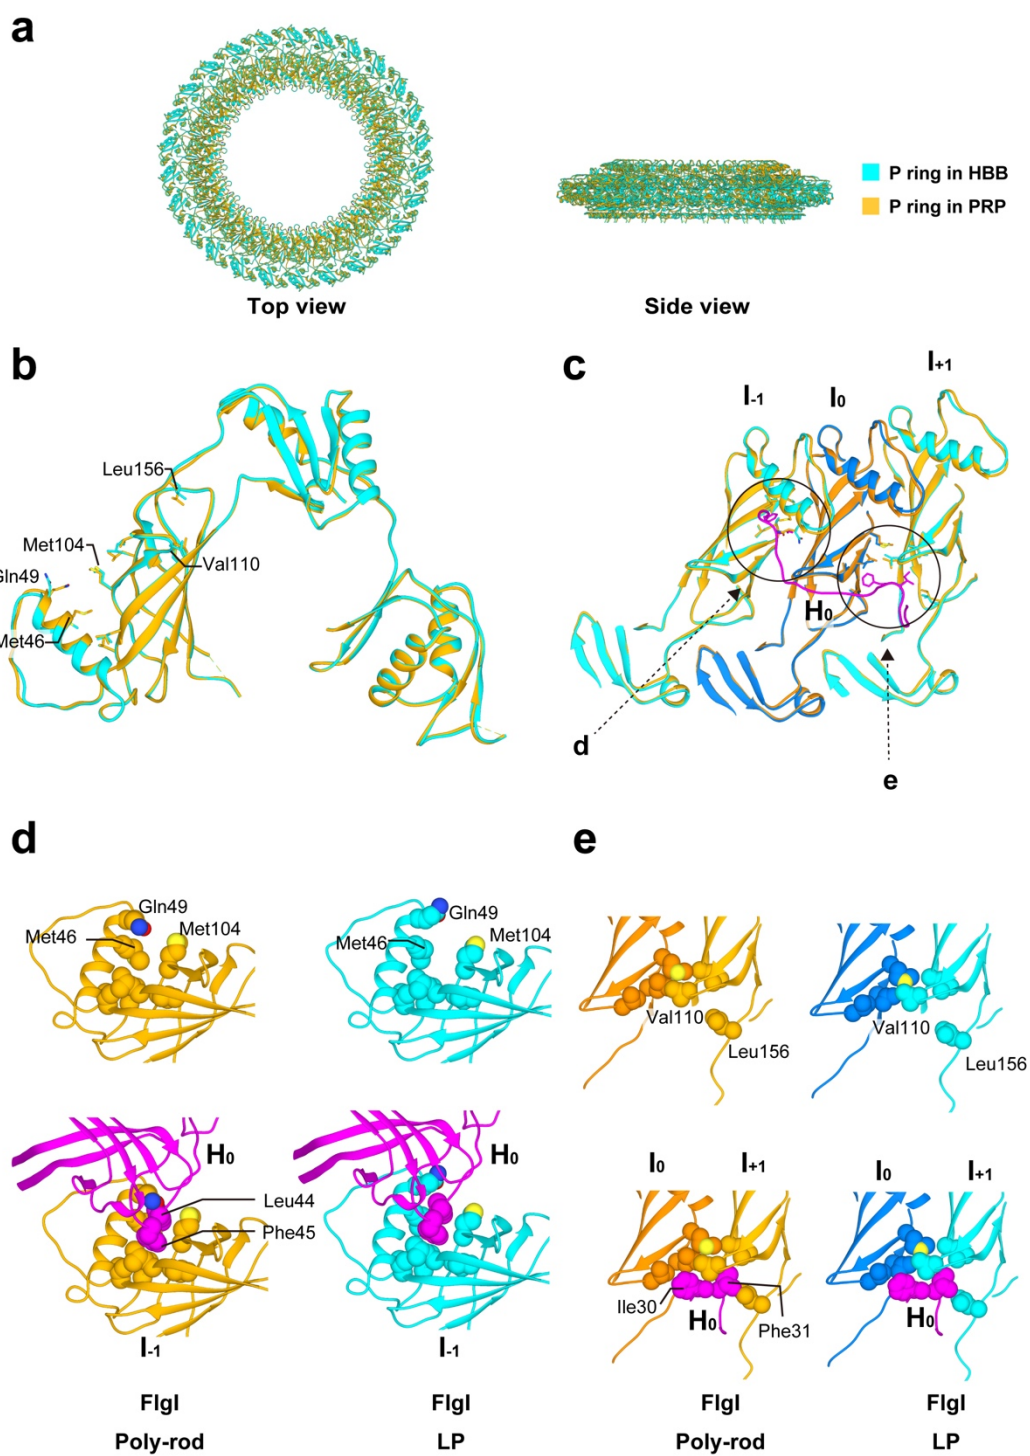 a
P ring in HBB
P ring in PRP
Top view
Side view
b
Leu156
Met104
Gln49
Met46
Val110
c
I-1
I0
I+1
H0
d
e
d
Gln49
Met46
Met104
Gln49
Met46
Met104
H0
Leu44
Phe45
I-1
H0
I-1
FlgI
Poly-rod
FlgI
LP
e
Val110
Leu156
Val110
Leu156
I0
I+1
Ile30
H0
Phe31
I0
I+1
H0
FlgI
Poly-rod
FlgI
LP